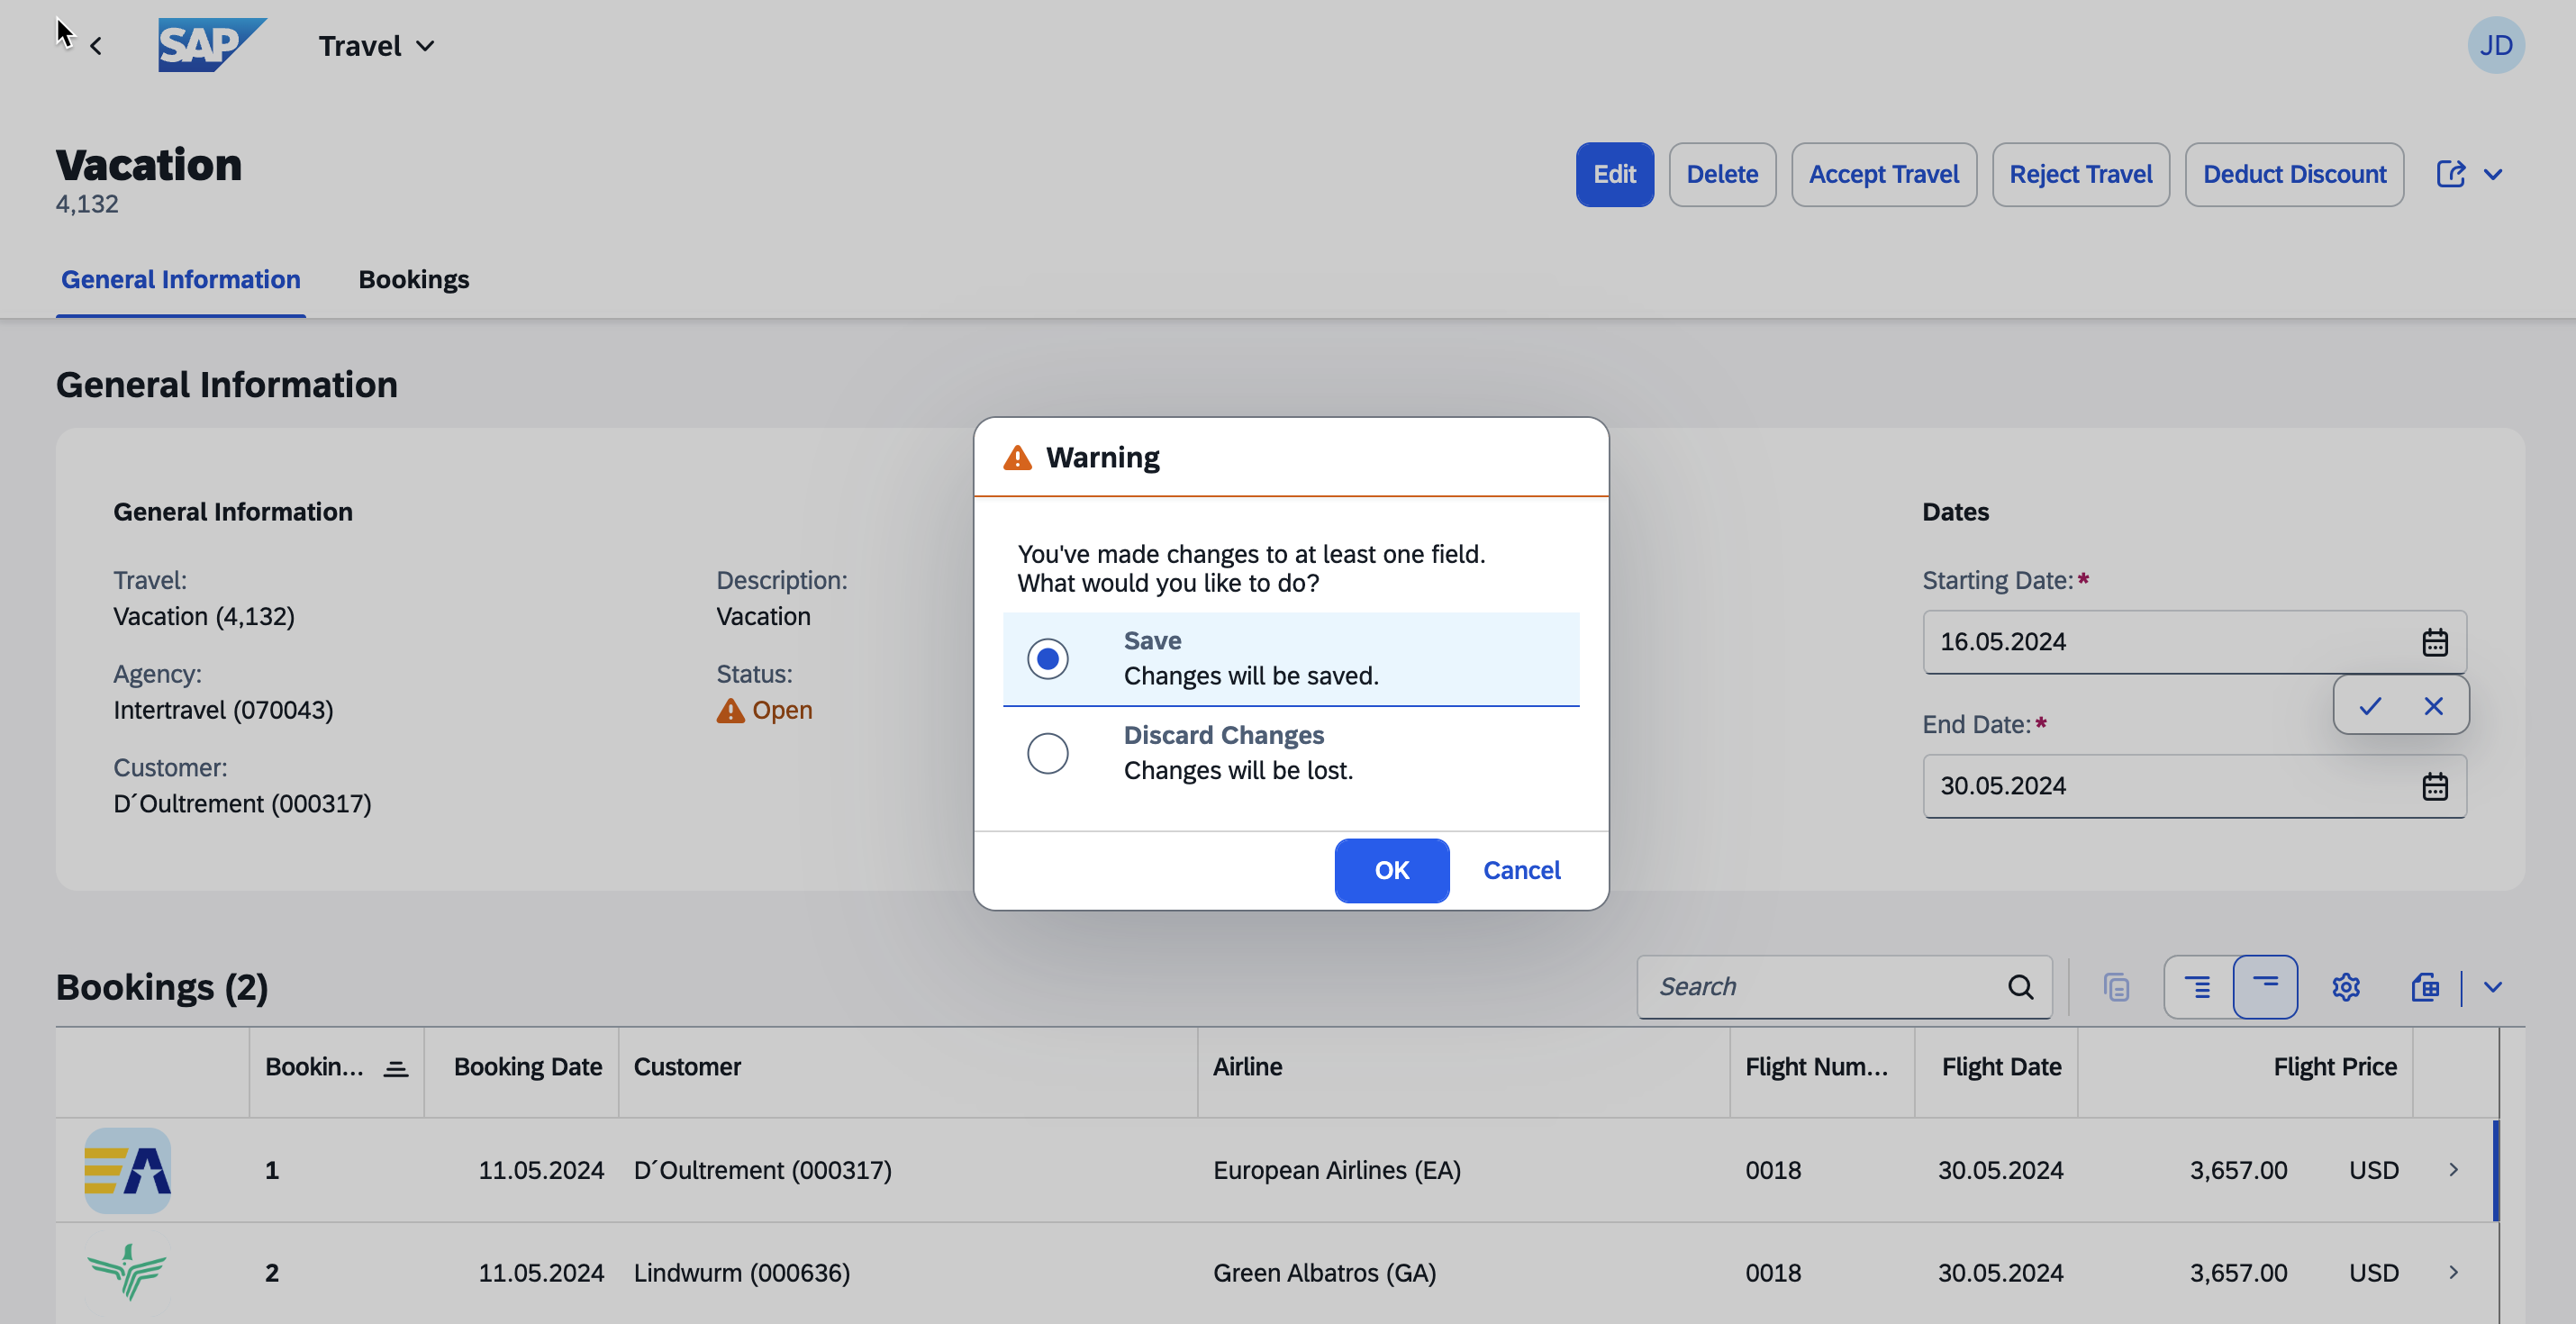 SAP
Travel
JD
Vacation
4,132
Edit
Delete
Accept Travel
Reject Travel
Deduct Discount
General Information
Bookings
General Information
General Information
Travel:
Vacation (4,132)
Agency:
Intertravel (070043)
Customer:
D´Oultrement (000317)
Description:
Vacation
Status:
Open
Dates
Starting Date:*
16.05.2024
End Date:*
30.05.2024
Warning
You've made changes to at least one field.
What would you like to do?
Save
Changes will be saved.
Discard Changes
Changes will be lost.
OK
Cancel
Bookings (2)
Search
Bookin... Booking Date Customer Airline Flight Num... Flight Date Flight Price
1 11.05.2024 D´Oultrement (000317) European Airlines (EA) 0018 30.05.2024 3,657.00 USD
2 11.05.2024 Lindwurm (000636) Green Albatros (GA) 0018 30.05.2024 3,657.00 USD